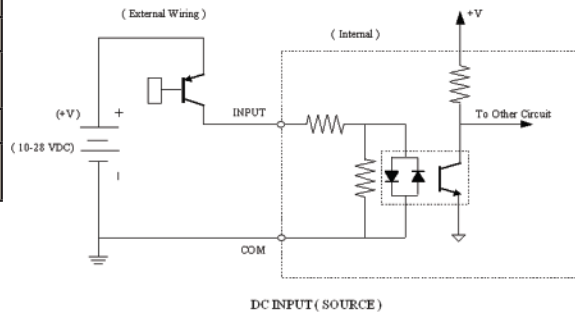 ( External Wiring )
+V
( Internal )
(+V)
+
INPUT
To Other Circuit
( 10-28 VDC)
COM
DC INPUT ( SOURCE )